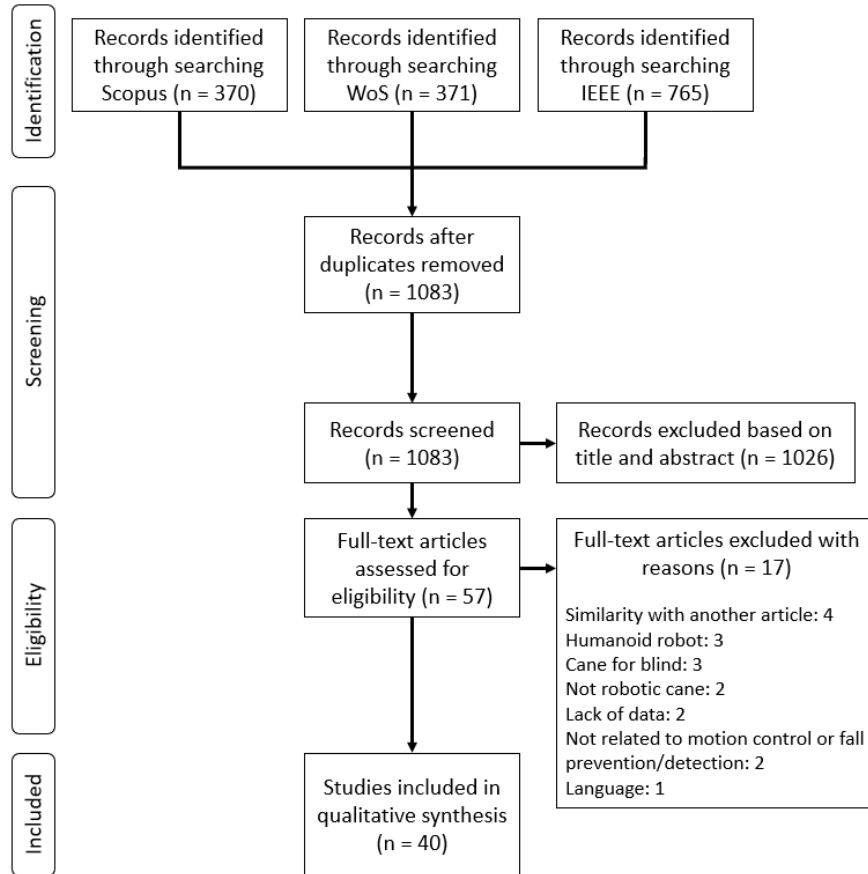 Identification
Records identified
through searching
Scopus (n = 370)
Records identified
through searching
WoS (n = 371)
Records identified
through searching
IEEE (n = 765)
Screening
Records after
duplicates removed
(n = 1083)
Records screened
(n = 1083)
Records excluded based on
title and abstract (n = 1026)
Eligibility
Full-text articles
assessed for
eligibility (n = 57)
Full-text articles excluded with
reasons (n = 17)
Similarity with another article: 4
Humanoid robot: 3
Cane for blind: 3
Not robotic cane: 2
Lack of data: 2
Not related to motion control or fall
prevention/detection: 2
Language: 1
Included
Studies included in
qualitative synthesis
(n = 40)